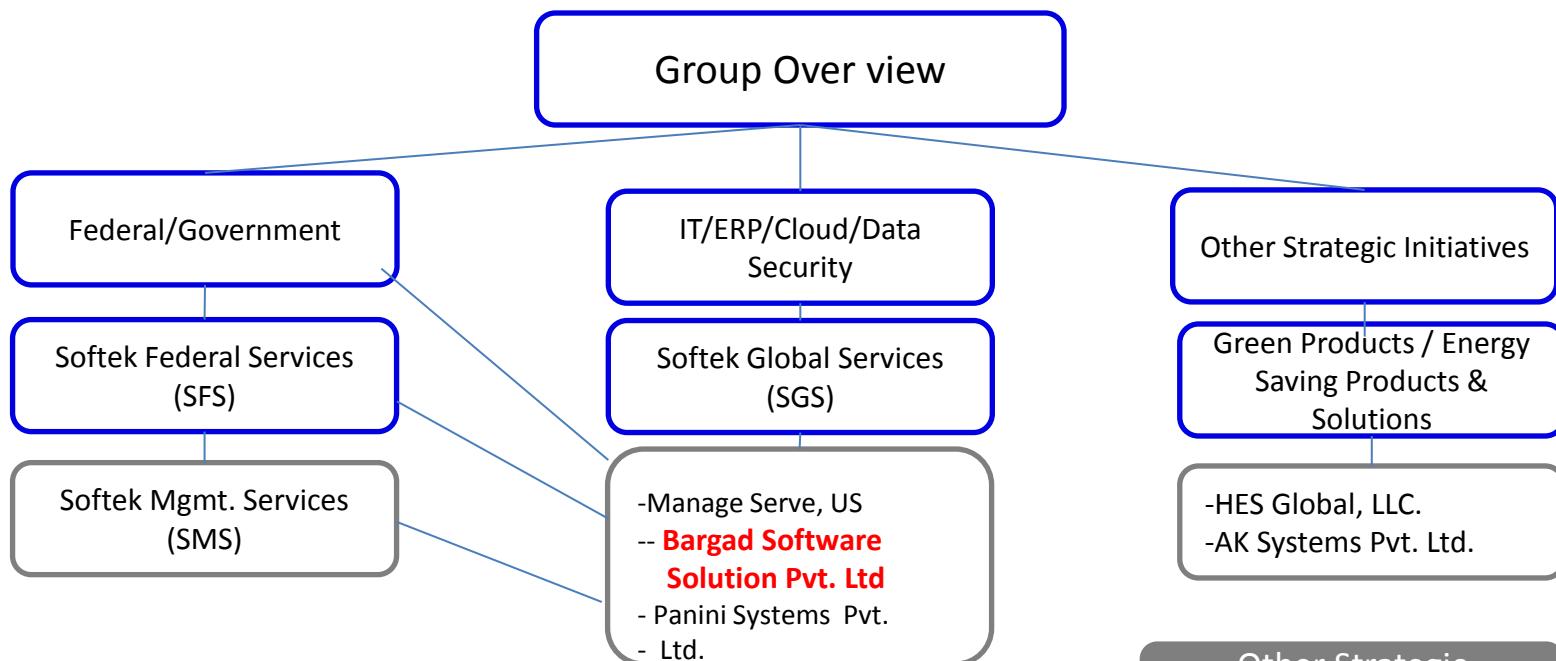 Group Over view
Federal/Government
IT/ERP/Cloud/Data
Security
Other Strategic Initiatives
Softek Federal Services
(SFS)
Softek Global Services
(SGS)
Green Products / Energy
Saving Products &
Solutions
Softek Mgmt. Services
(SMS)
-Manage Serve, US
-- Bargad Software
Solution Pvt. Ltd
- Panini Systems Pvt.
- Ltd.
-HES Global, LLC.
-AK Systems Pvt. Ltd.
Other Strategic